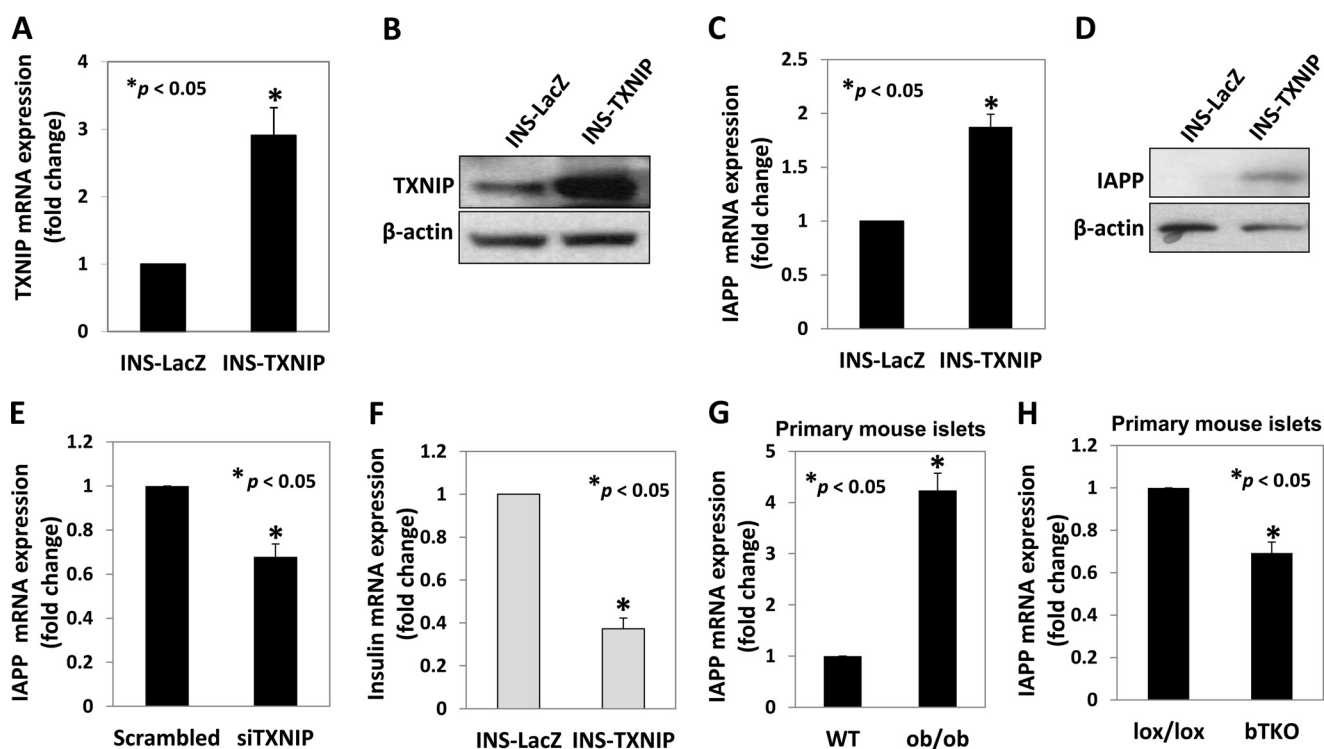 A
TXNIP mRNA expression
(fold change)
4
3
2
1
0
*p < 0.05
*
INS-LacZ INS-TXNIP
B
INS-LacZ
INS-TXNIP
TXNIP
β-actin
C
IAPP mRNA expression
(fold change)
2.5
2
1.5
1
0.5
0
*p < 0.05
*
INS-LacZ INS-TXNIP
D
INS-LacZ
INS-TXNIP
IAPP
β-actin
E
IAPP mRNA expression
(fold change)
1.2
1
0.8
0.6
0.4
0.2
0
*p < 0.05
*
Scrambled siTXNIP
F
Insulin mRNA expression
(fold change)
1.2
1
0.8
0.6
0.4
0.2
0
*p < 0.05
*
INS-LacZ INS-TXNIP
G
Primary mouse islets
IAPP mRNA expression
(fold change)
5
4
3
2
1
0
*p < 0.05
*
WT ob/ob
H
Primary mouse islets
IAPP mRNA expression
(fold change)
1.2
1
0.8
0.6
0.4
0.2
0
*p < 0.05
*
lox/lox bTKO